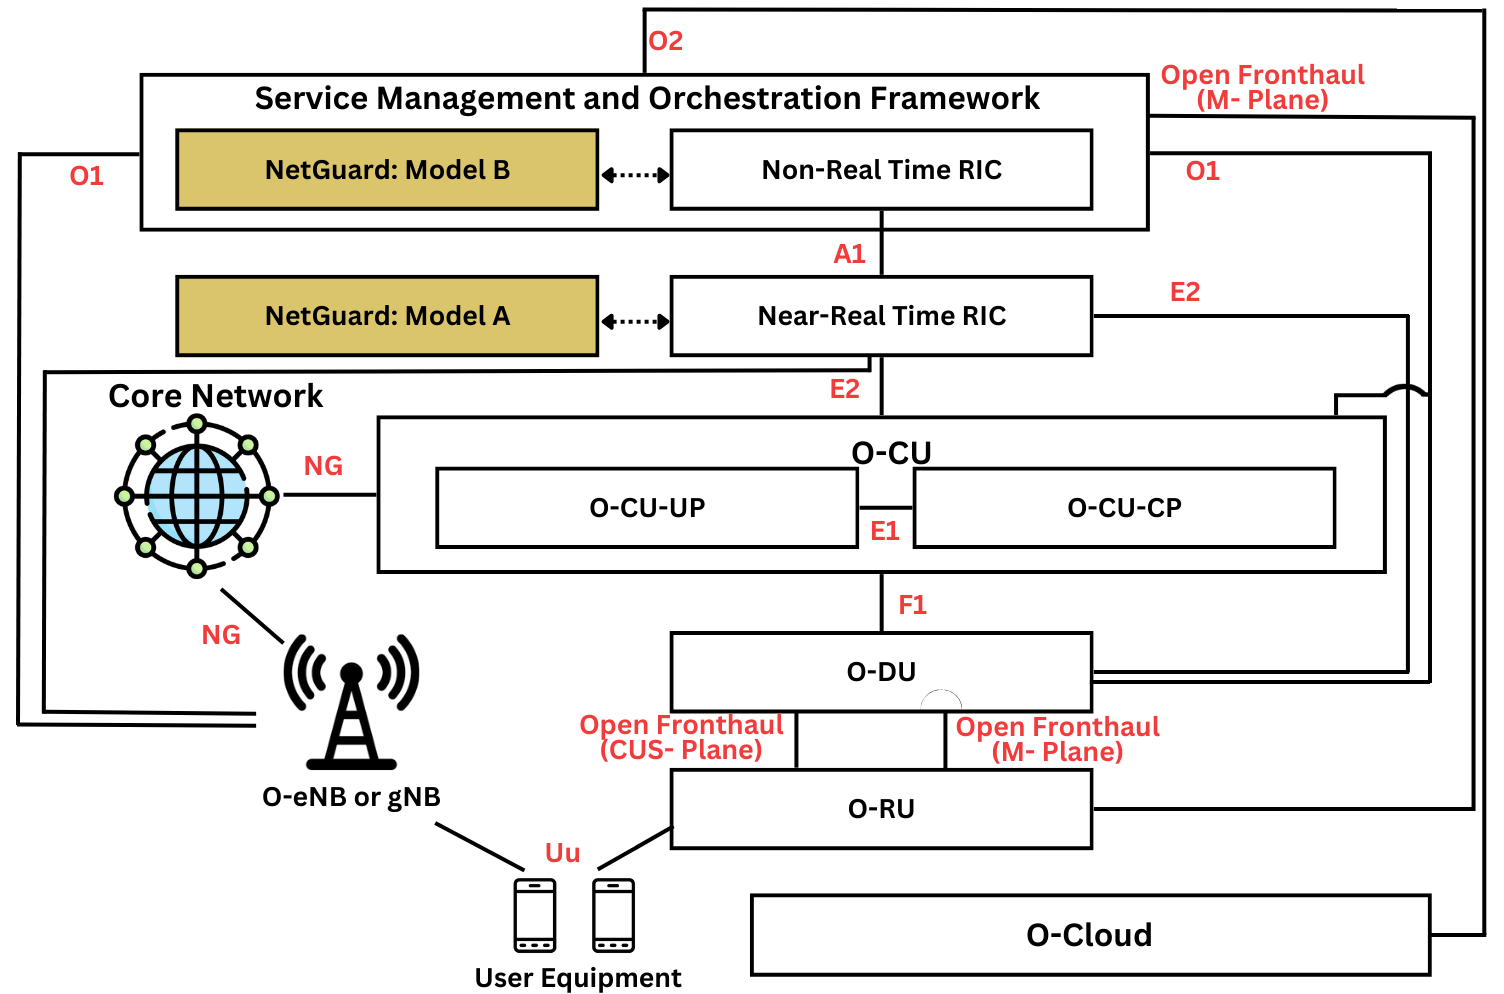 O2
Open Fronthaul
(M- Plane)
Service Management and Orchestration Framework
O1
NetGuard: Model B
Non-Real Time RIC
O1
A1
NetGuard: Model A
Near-Real Time RIC
E2
E2
Core Network
NG
O-CU
O-CU-UP
E1
O-CU-CP
F1
NG
O-DU
Open Fronthaul
(CUS- Plane)
Open Fronthaul
(M- Plane)
O-eNB or gNB
O-RU
Uu
User Equipment
O-Cloud